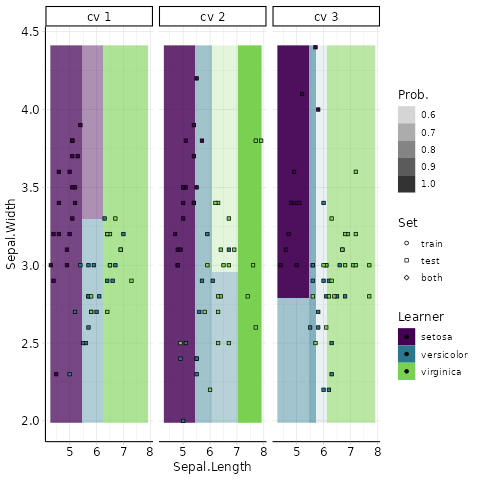 cv 1 cv 2 cv 3
4.5
4.0
3.5
3.0
2.5
2.0
Sepal.Width
5 6 7 8 5 6 7 8 5 6 7 8
Sepal.Length
Prob.
0.6
0.7
0.8
0.9
1.0
Set
train
test
both
Learner
setosa
versicolor
virginica